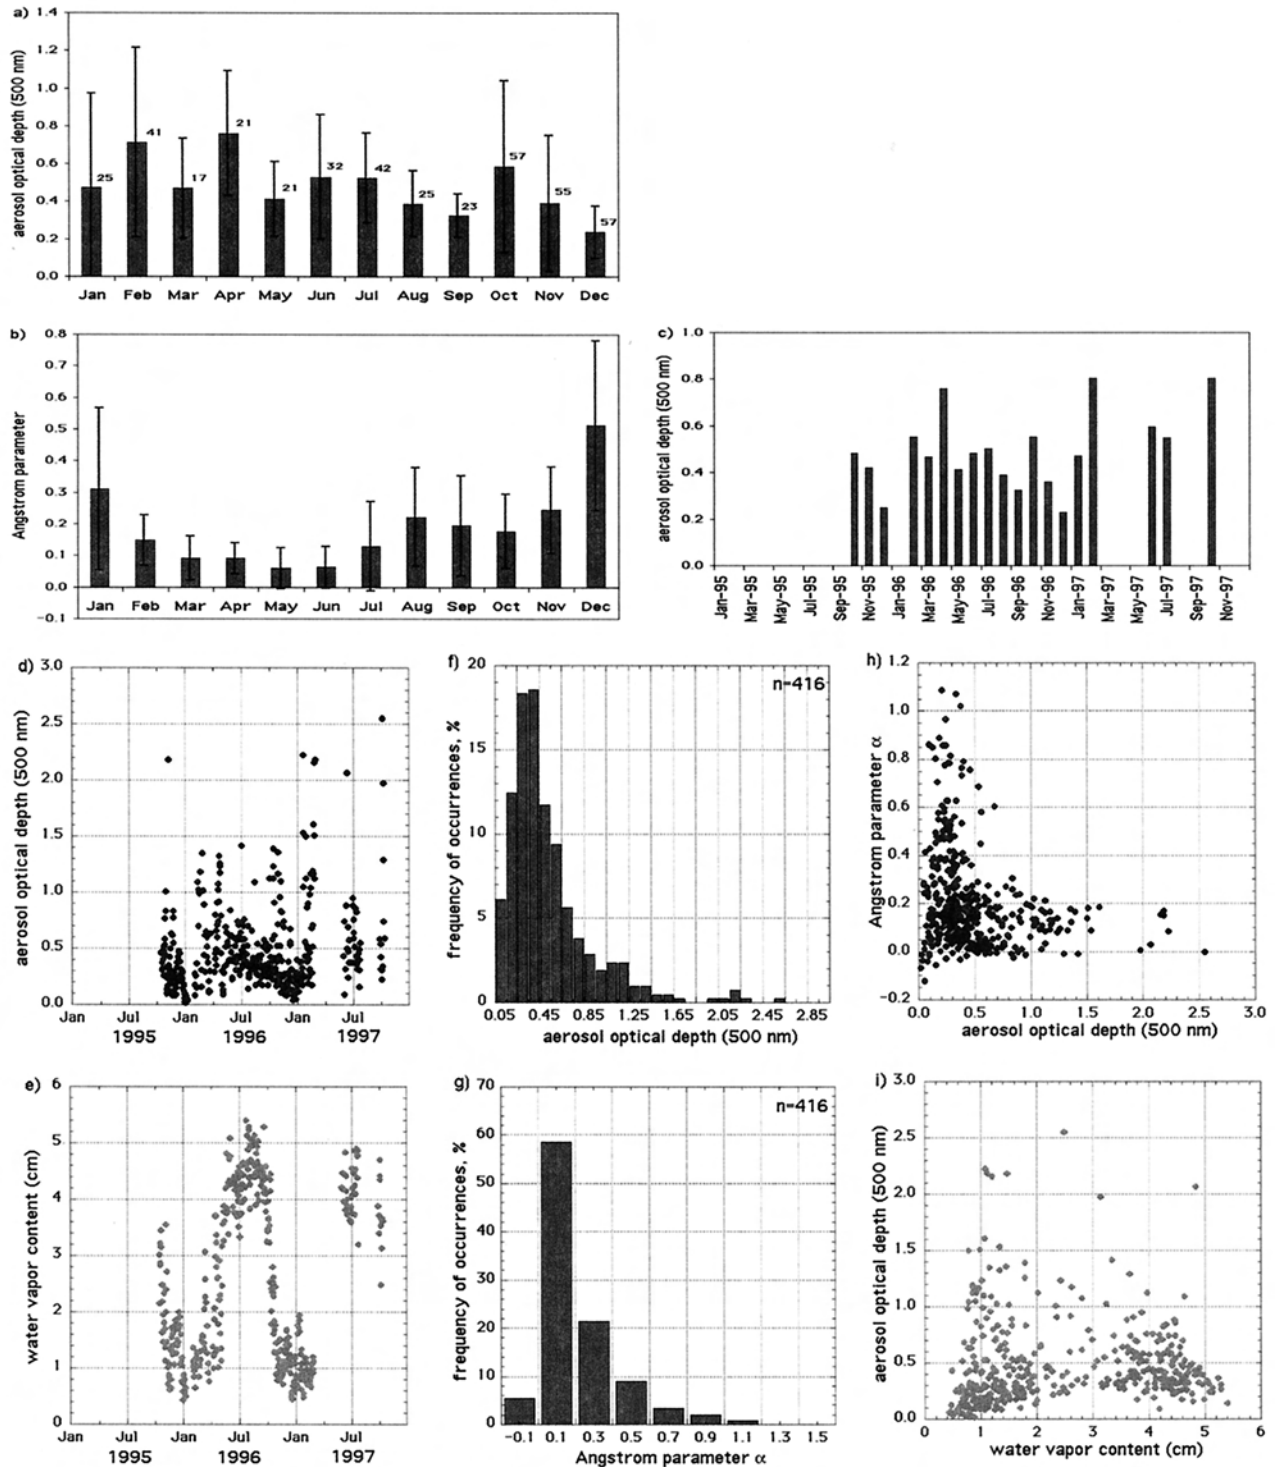 a)
aerosol optical depth (500 nm)
1.4
1.2
1.0
0.8
0.6
0.4
0.2
0.0
25
41
17
21
21
32
42
25
23
57
55
57
Jan Feb Mar Apr May Jun Jul Aug Sep Oct Nov Dec
b)
Angstrom parameter
0.8
0.7
0.6
0.5
0.4
0.3
0.2
0.1
0.0
-0.1
Jan Feb Mar Apr May Jun Jul Aug Sep Oct Nov Dec
c)
aerosol optical depth (500 nm)
1.0
0.8
0.6
0.4
0.2
0.0
Jan-95 Mar-95 May-95 Jul-95 Sep-95 Nov-95 Jan-96 Mar-96 May-96 Jul-96 Sep-96 Nov-96 Jan-97 Mar-97 May-97 Jul-97 Sep-97 Nov-97
d)
aerosol optical depth (500 nm)
3.0
2.5
2.0
1.5
1.0
0.5
0.0
Jan Jul Jan Jul Jan Jul
1995 1996 1997
f)
frequency of occurrences, %
20
15
10
5
0
n=416
0.05 0.45 0.85 1.25 1.65 2.05 2.45 2.85
aerosol optical depth (500 nm)
h)
Angstrom parameter α
1.2
1.0
0.8
0.6
0.4
0.2
0.0
-0.2
0.0 0.5 1.0 1.5 2.0 2.5 3.0
aerosol optical depth (500 nm)
e)
water vapor content (cm)
6
5
4
3
2
1
0
Jan Jul Jan Jul Jan Jul
1995 1996 1997
g)
frequency of occurrences, %
70
60
50
40
30
20
10
0
n=416
-0.1 0.1 0.3 0.5 0.7 0.9 1.1 1.3 1.5
Angstrom parameter α
i)
aerosol optical depth (500 nm)
3.0
2.5
2.0
1.5
1.0
0.5
0.0
0 1 2 3 4 5 6
water vapor content (cm)